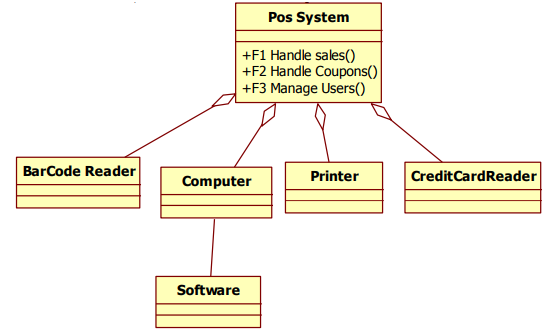 Pos System
+F1 Handle sales()
+F2 Handle Coupons()
+F3 Manage Users()
BarCode Reader
Computer
Printer
CreditCardReader
Software